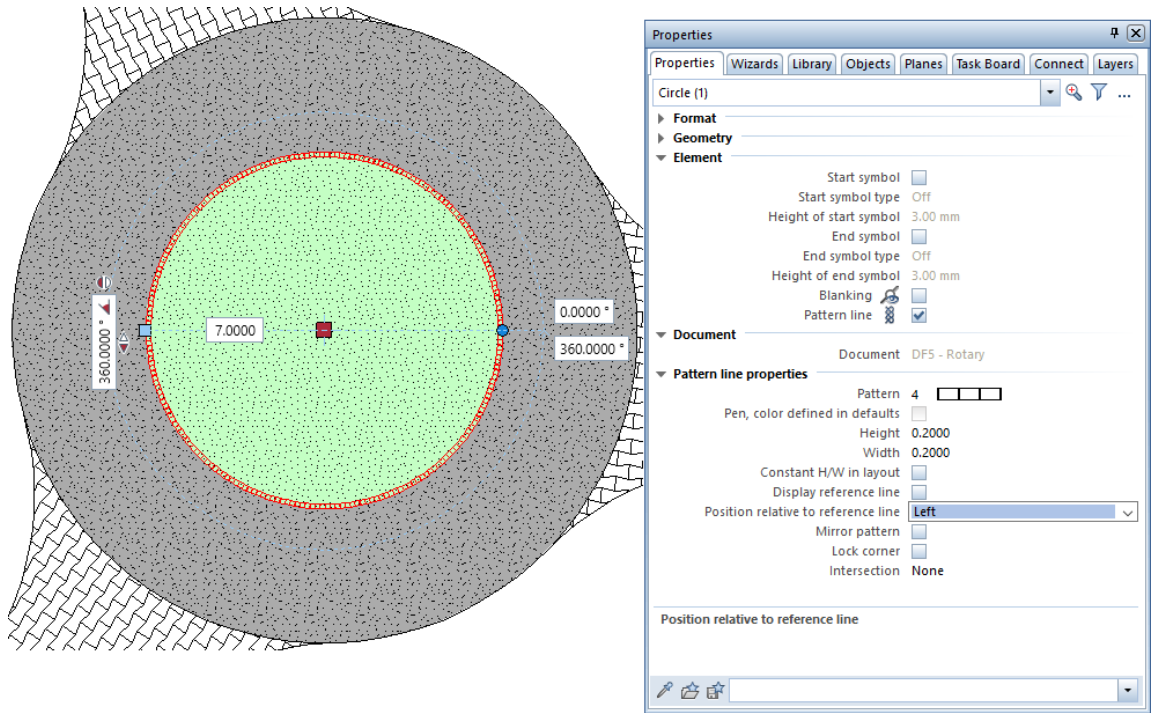 7.0000
0.0000 °
360.0000 °
360.0000 °
Properties
Properties Wizards Library Objects Planes Task Board Connect Layers
Circle (1)
Format
Geometry
Element
Start symbol
Start symbol type Off
Height of start symbol 3.00 mm
End symbol
End symbol type Off
Height of end symbol 3.00 mm
Blanking
Pattern line
Document
Document DF5 - Rotary
Pattern line properties
Pattern 4
Pen, color defined in defaults
Height 0.2000
Width 0.2000
Constant H/W in layout
Display reference line
Position relative to reference line Left
Mirror pattern
Lock corner
Intersection None
Position relative to reference line